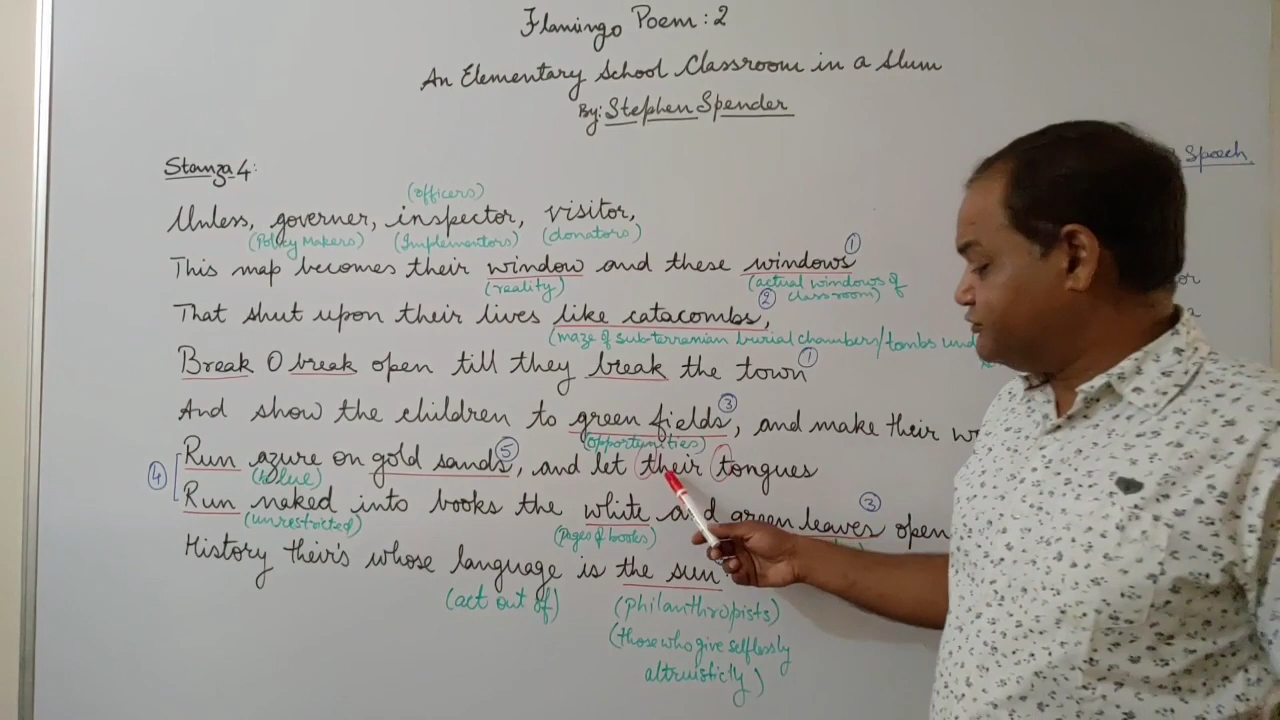 Flamingo Poem: 2
An Elementary School Classroom in a Slum
By: Stephen Spender
Speech
Stanza 4:
(officers)
Unless, governer, inspector, visitor,
(Policy Makers) (Implementors) (donators)
This map becomes their window and these windows ①
(reality) (actual windows of classroom)
That shut upon their lives like catacombs, ②
(maze of subterranian burial chambers/tombs und
Break O break open till they break the town ①
And show the children to green fields, ③ and make their w
(opportunities)
④ Run azure on gold sands, ⑤ and let their tongues
(blue)
Run naked into books the white and green leaves ③ open
(unrestricted) (pages of books)
History their's whose language is the sun
(act out of) (philanthropists)
(those who give selflessly
altruisticly)